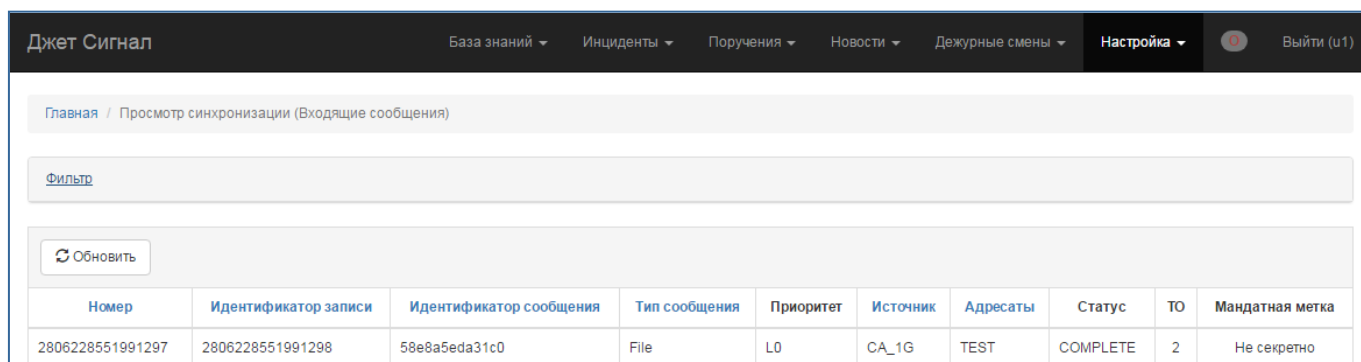 Джет Сигнал База знаний Инциденты Поручения Новости Дежурные смены Настройка 0 Выйти (u1)
Главная / Просмотр синхронизации (Входящие сообщения)
Фильтр
Обновить
Номер Идентификатор записи Идентификатор сообщения Тип сообщения Приоритет Источник Адресаты Статус ТО Мандатная метка
2806228551991297 2806228551991298 58e8a5eda31c0 File L0 CA_1G TEST COMPLETE 2 Не секретно